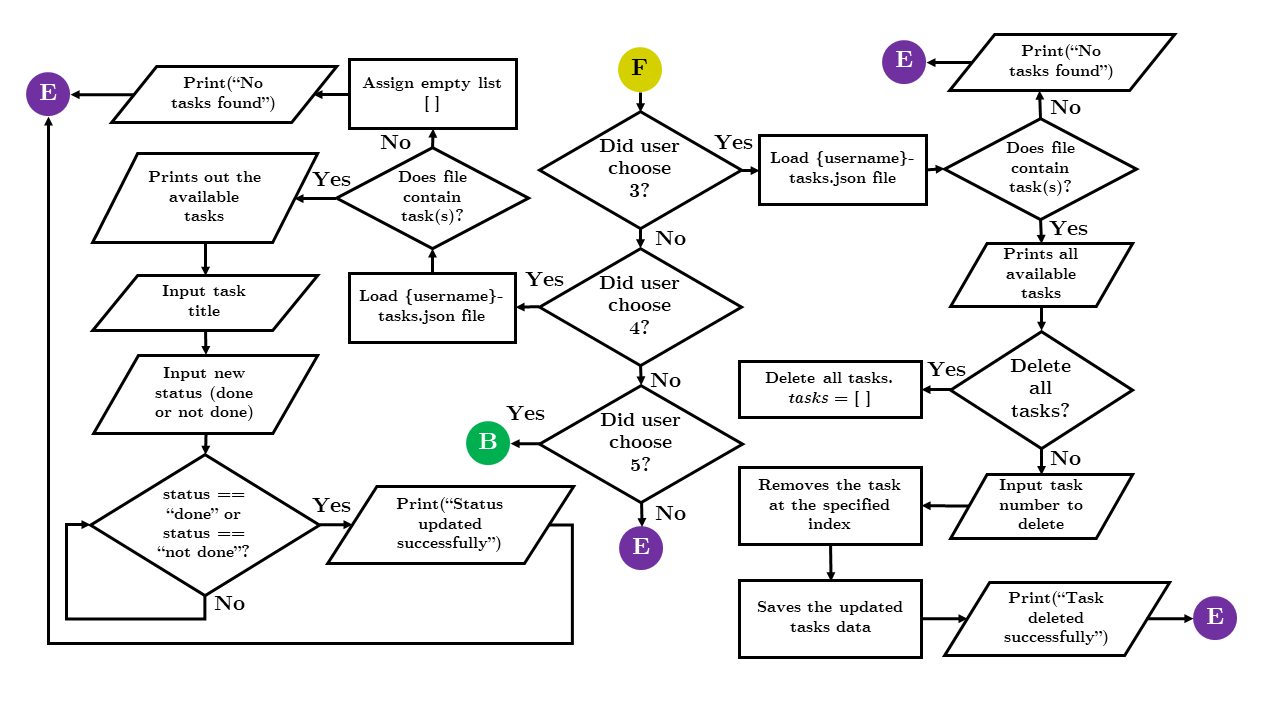 E
Print(“No
tasks found”)
Assign empty list
[ ]
No
Does file
contain
task(s)?
Yes
Prints out the
available
tasks
Input task
title
Load {username}-
tasks.json file
Input new
status (done
or not done)
status ==
“done” or
status ==
“not done”?
Yes
No
Print(“Status
updated
successfully”)
F
Did user
choose
3?
Yes
No
Did user
choose
4?
Yes
No
Did user
choose
5?
Yes
B
No
E
Load {username}-
tasks.json file
E
Print(“No
tasks found”)
No
Does file
contain
task(s)?
Yes
Prints all
available
tasks
Delete
all
tasks?
Yes
Delete all tasks.
tasks = [ ]
No
Input task
number to
delete
Removes the task
at the specified
index
Saves the updated
tasks data
Print(“Task
deleted
successfully”)
E